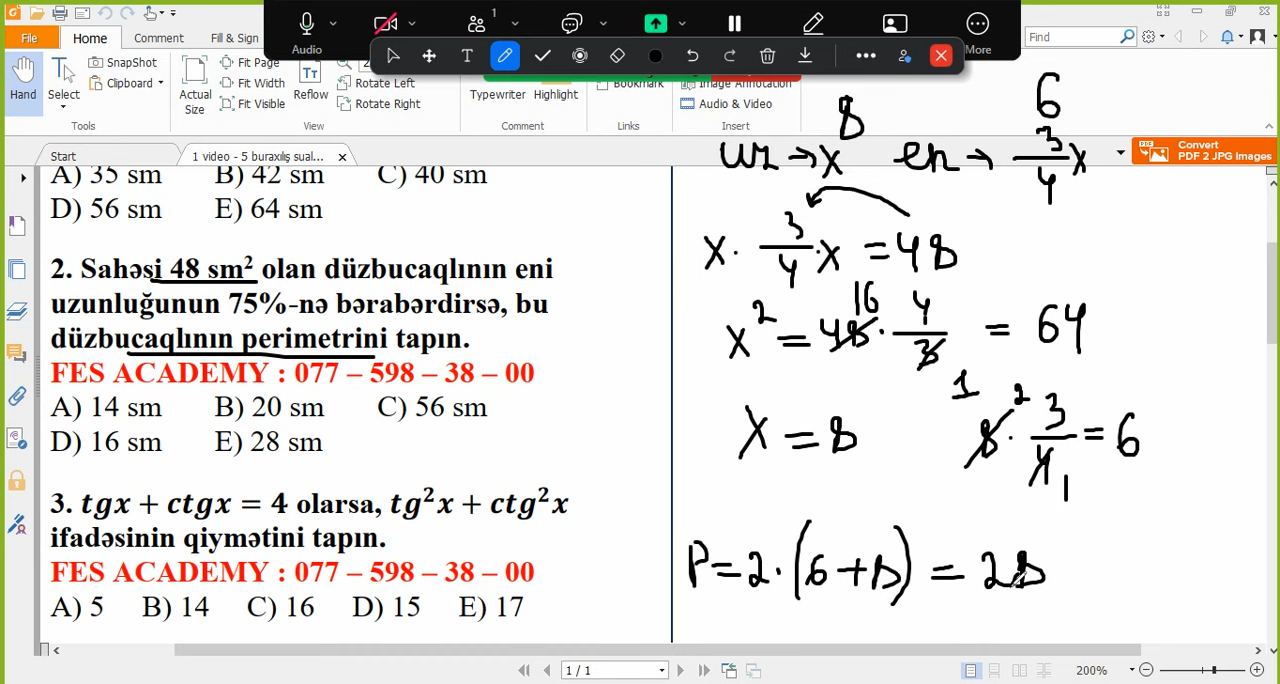 File Home Comment Fill & Sign
Audio
More
Find
Hand
Select
SnapShot
Clipboard
Actual Size
Fit Page
Fit Width
Fit Visible
Reflow
Rotate Left
Rotate Right
Typewriter
Highlight
Bookmark
Image Annotation
Audio & Video
Tools View Comment Links Insert
Start
1 video - 5 buraxılış sual...
Convert
PDF 2 JPG Images
A) 35 sm B) 42 sm C) 40 sm
D) 56 sm E) 64 sm
2. Sahəsi 48 sm² olan düzbucaqlının eni
uzunluğunun 75%-nə bərabərdirsə, bu
düzbucaqlının perimetrini tapın.
FES ACADEMY : 077 – 598 – 38 – 00
A) 14 sm B) 20 sm C) 56 sm
D) 16 sm E) 28 sm
3. tgx + ctgx = 4 olarsa, tg²x + ctg²x
ifadəsinin qiymətini tapın.
FES ACADEMY : 077 – 598 – 38 – 00
A) 5 B) 14 C) 16 D) 15 E) 17
8 6
uz → x en → 3/4 x
x · 3/4 · x = 48
16
x² = 48 · 4/3 = 64
1
x = 8 8 2 · 3/4 = 6
1
P = 2 · (6 + 8) = 28
1 / 1
200%